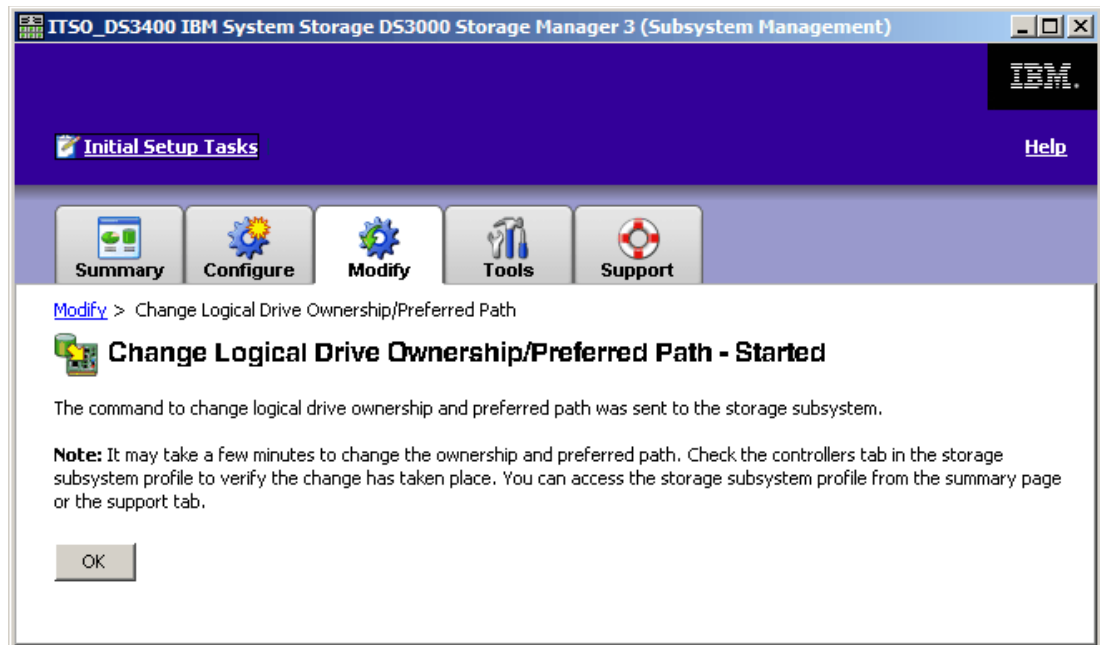 ITSO_DS3400 IBM System Storage DS3000 Storage Manager 3 (Subsystem Management)
IBM.
Initial Setup Tasks
Help
Summary
Configure
Modify
Tools
Support
Modify > Change Logical Drive Ownership/Preferred Path
Change Logical Drive Ownership/Preferred Path - Started
The command to change logical drive ownership and preferred path was sent to the storage subsystem.
Note: It may take a few minutes to change the ownership and preferred path. Check the controllers tab in the storage
subsystem profile to verify the change has taken place. You can access the storage subsystem profile from the summary page
or the support tab.
OK